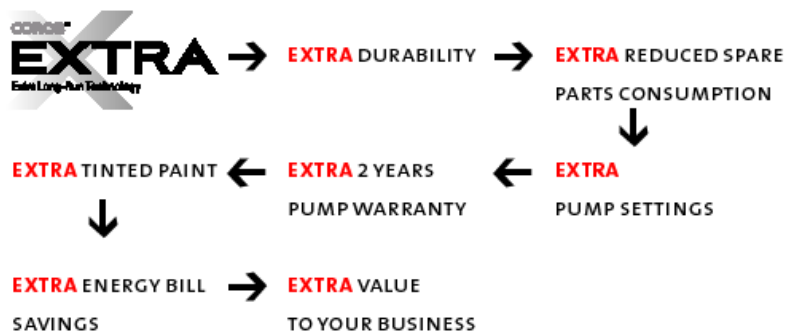 COROB™
EXTRA
Extra Long-Run Technology
EXTRA DURABILITY
EXTRA REDUCED SPARE
PARTS CONSUMPTION
EXTRA
PUMP SETTINGS
EXTRA 2 YEARS
PUMP WARRANTY
EXTRA TINTED PAINT
EXTRA ENERGY BILL
SAVINGS
EXTRA VALUE
TO YOUR BUSINESS